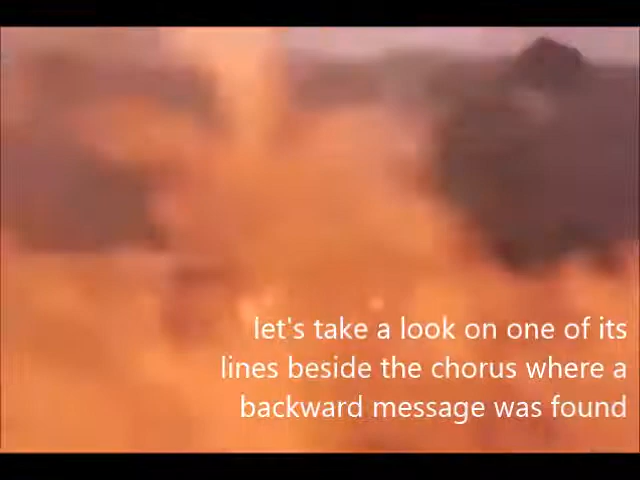 let's take a look on one of its
lines beside the chorus where a
backward message was found